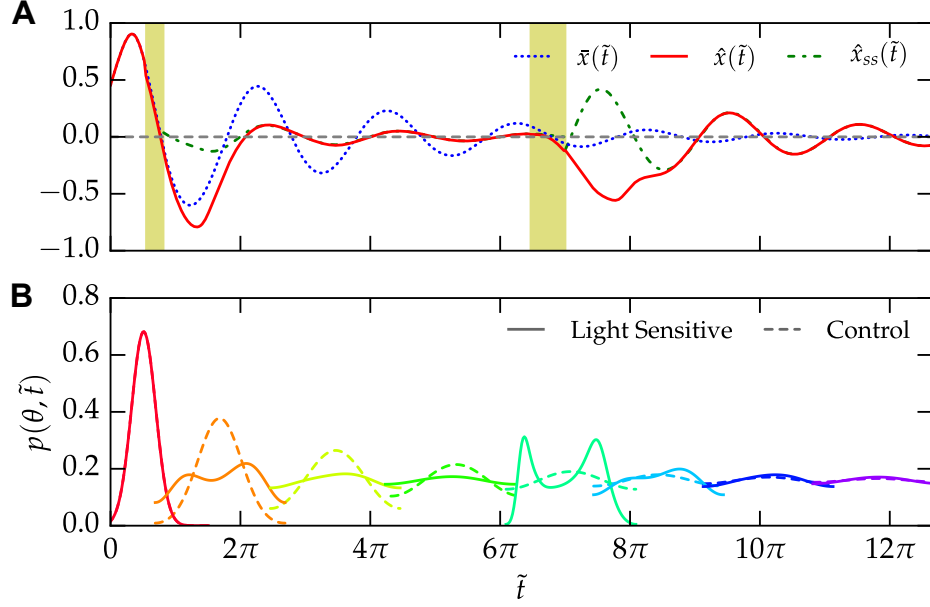 A
1.0
0.5
0.0
−0.5
−1.0
x̄(t̃) x̂(t̃) x̂ss(t̃)
B
0.8
0.6
0.4
0.2
0.0
p(θ, t̃)
Light Sensitive Control
0 2π 4π 6π 8π 10π 12π
t̃